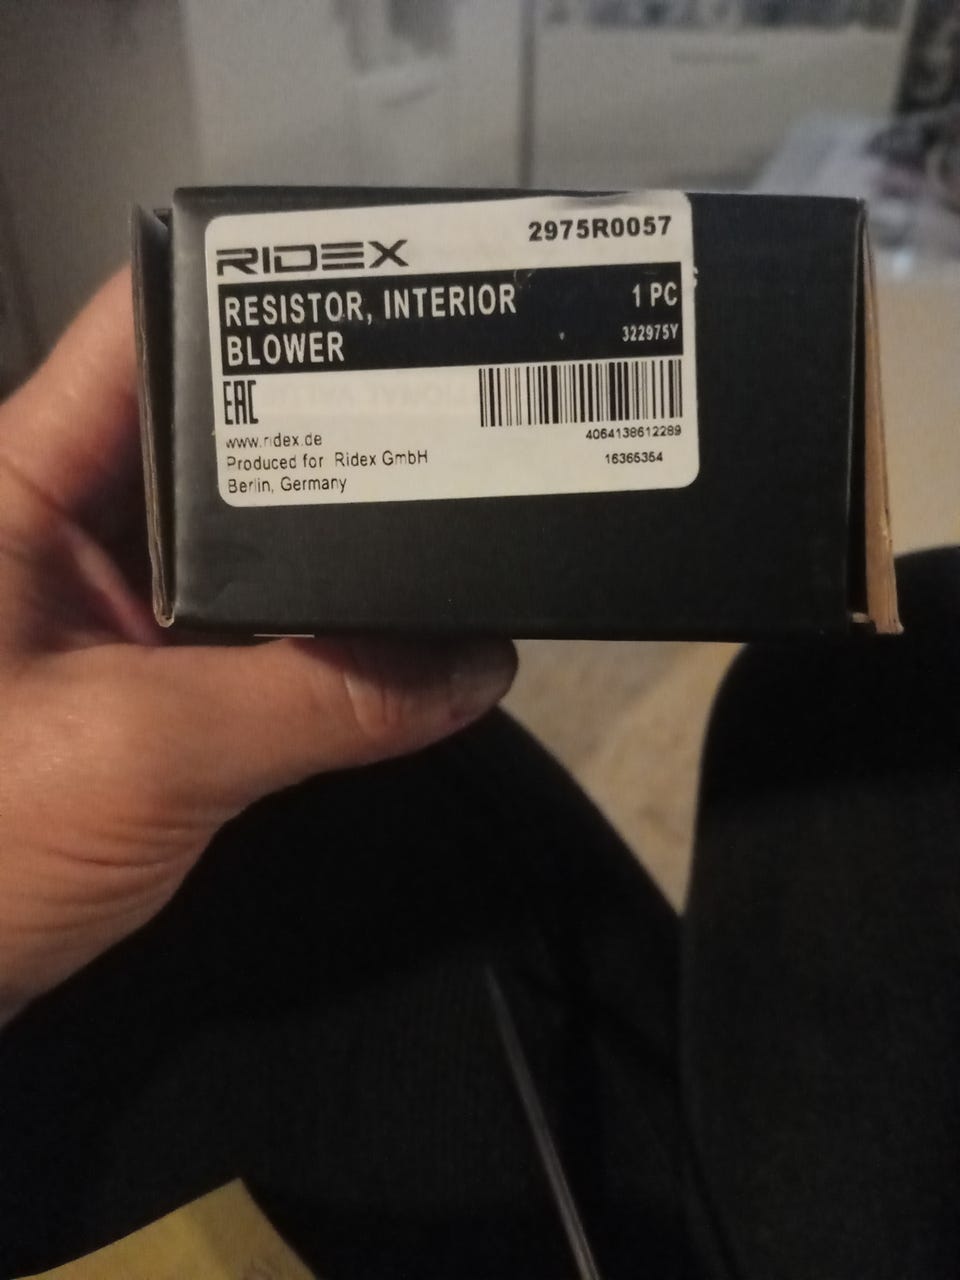 RIDEX
2975R0057
RESISTOR, INTERIOR
BLOWER
1 PC
322975Y
EAC
www.ridex.de
Produced for Ridex GmbH
Berlin, Germany
4064138612289
16365354